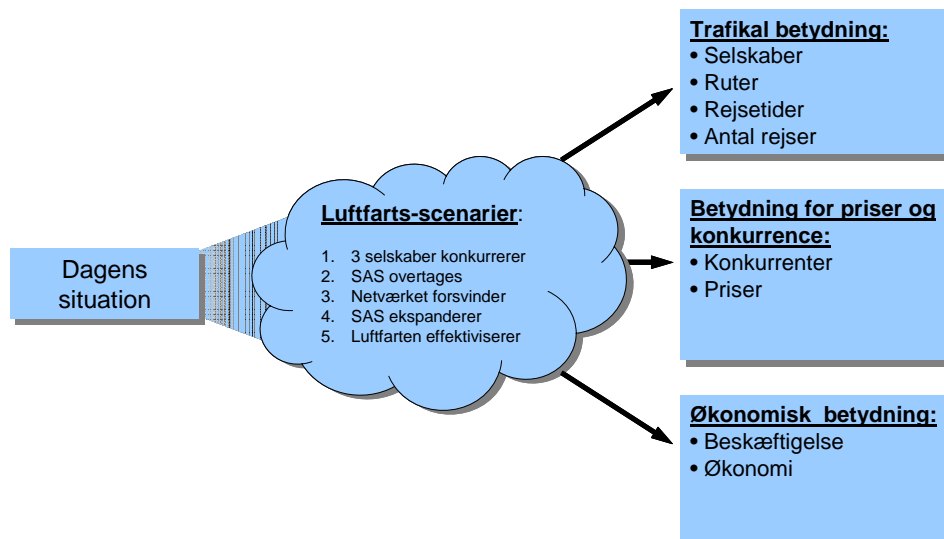 Dagens
situation
Luftfarts-scenarier:
1. 3 selskaber konkurrerer
2. SAS overtages
3. Netværket forsvinder
4. SAS ekspanderer
5. Luftfarten effektiviserer
Trafikal betydning:
• Selskaber
• Ruter
• Rejsetider
• Antal rejser
Betydning for priser og
konkurrence:
• Konkurrenter
• Priser
Økonomisk betydning:
• Beskæftigelse
• Økonomi